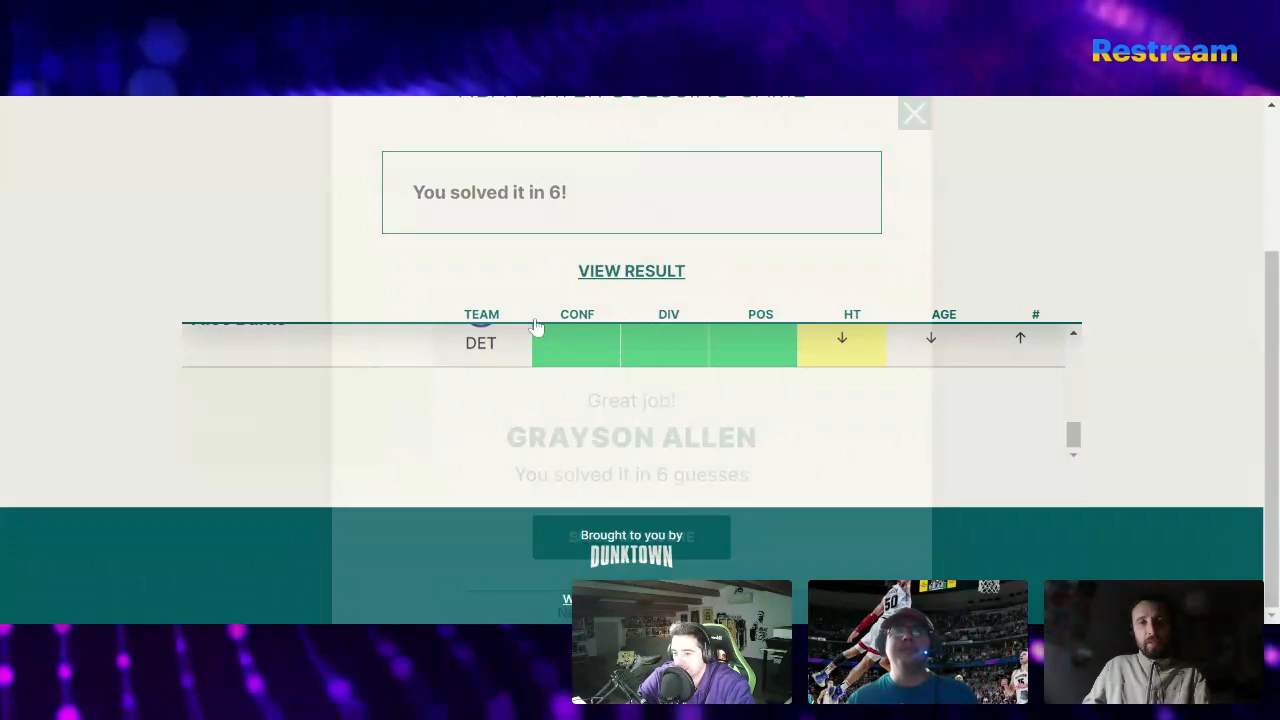 Restream
You solved it in 6!
VIEW RESULT
TEAM CONF DIV POS HT AGE #
DET ↓ ↓ ↑
Great job!
GRAYSON ALLEN
You solved it in 6 guesses
Brought to you by
DUNKTOWN
50